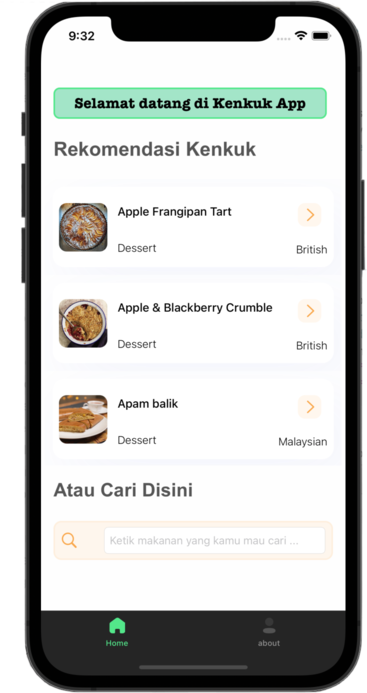 9:32
Selamat datang di Kenkuk App
Rekomendasi Kenkuk
Apple Frangipan Tart
Dessert
British
Apple & Blackberry Crumble
Dessert
British
Apam balik
Dessert
Malaysian
Atau Cari Disini
Ketik makanan yang kamu mau cari ...
Home
about